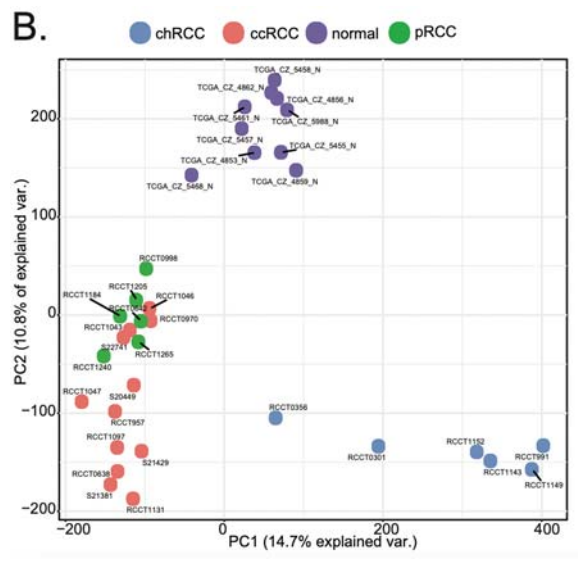 B.
chRCC ccRCC normal pRCC
TCGA_CZ_5458_N
TCGA_CZ_4862_N
TCGA_CZ_4856_N
TCGA_CZ_5461_N
TCGA_CZ_5988_N
TCGA_CZ_5457_N
TCGA_CZ_5455_N
TCGA_CZ_4853_N
TCGA_CZ_5468_N
TCGA_CZ_4859_N
RCCT0998
RCCT1205
RCCT1184
RCCT1046
RCCT0970
RCCT1043
S22741
RCCT1265
RCCT1240
RCCT1047
S20449
RCCT957
RCCT1097
S21429
RCCT0638
S21381
RCCT1131
RCCT0356
RCCT0301
RCCT1152
RCCT991
RCCT1143
RCCT1149
200
100
0
−100
−200
PC2 (10.8% of explained var.)
−200 0 200 400
PC1 (14.7% explained var.)